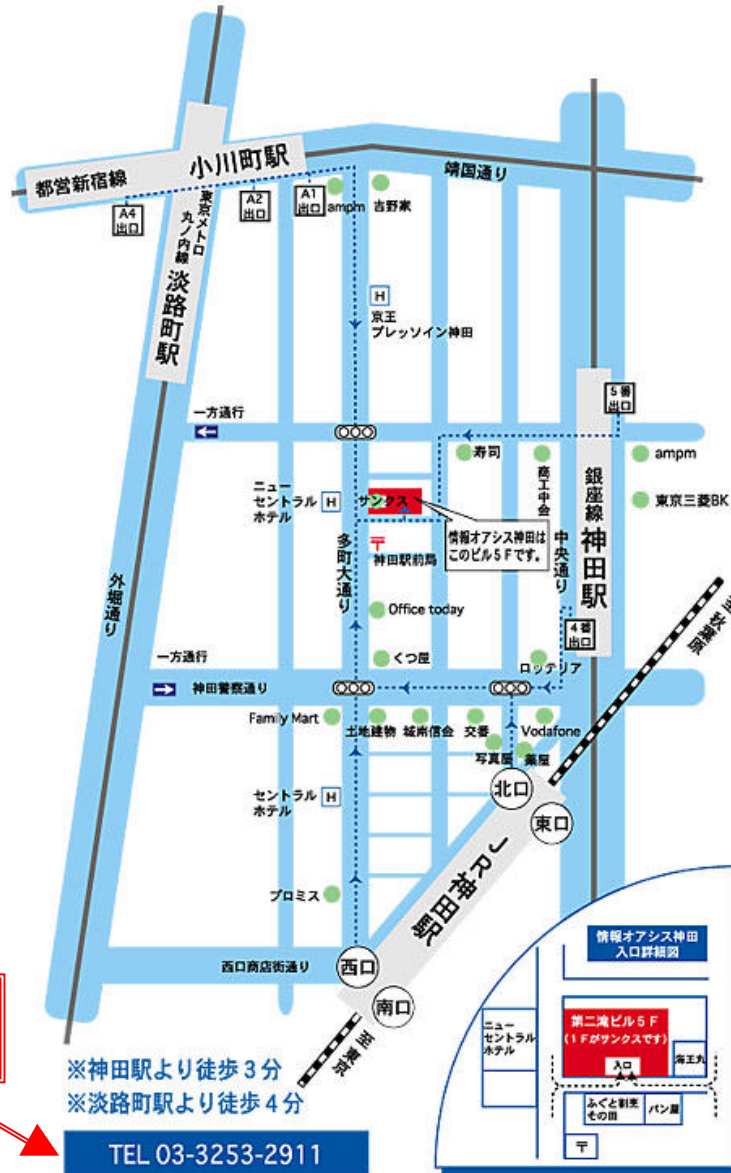 小川町駅
都営新宿線
靖国通り
A4
出口
A2
出口
A1
出口
ampm
吉野家
東京メトロ
丸ノ内線
淡路町駅
H
京王
プレッソイン神田
5番
出口
一方通行
寿司
商工中金
ampm
銀座線
神田駅
東京三菱BK
ニュー
セントラル
ホテル
H
サンクス
情報オアシス神田は
このビル5Fです。
〒
神田駅前局
多町大通り
中央通り
外堀通り
Office today
4番
出口
至秋葉原
一方通行
くつ屋
ロッテリア
神田警察通り
Family Mart
土地建物
城南信金
交番
Vodafone
写真屋
薬屋
北口
東口
セントラル
ホテル
H
JR神田駅
プロミス
西口商店街通り
西口
南口
至東京
情報オアシス神田
入口詳細図
ニュー
セントラル
ホテル
第二滝ビル5F
(1Fがサンクスです)
入口
海王丸
ふぐと割烹
その田
パン屋
〒
※神田駅より徒歩3分
※淡路町駅より徒歩4分
TEL 03-3253-2911